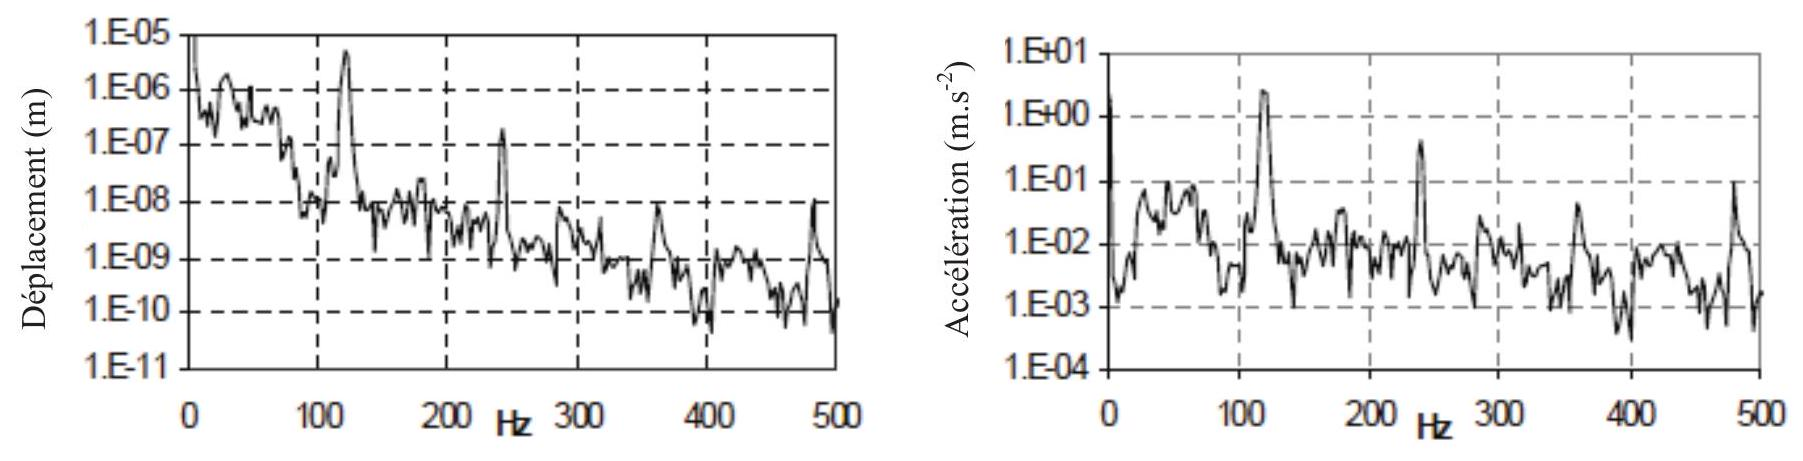 Déplacement (m)
1.E-05
1.E-06
1.E-07
1.E-08
1.E-09
1.E-10
1.E-11
0 100 200 Hz 300 400 500
Accélération (m.s-2)
1.E+01
1.E+00
1.E-01
1.E-02
1.E-03
1.E-04
0 100 200 Hz 300 400 500